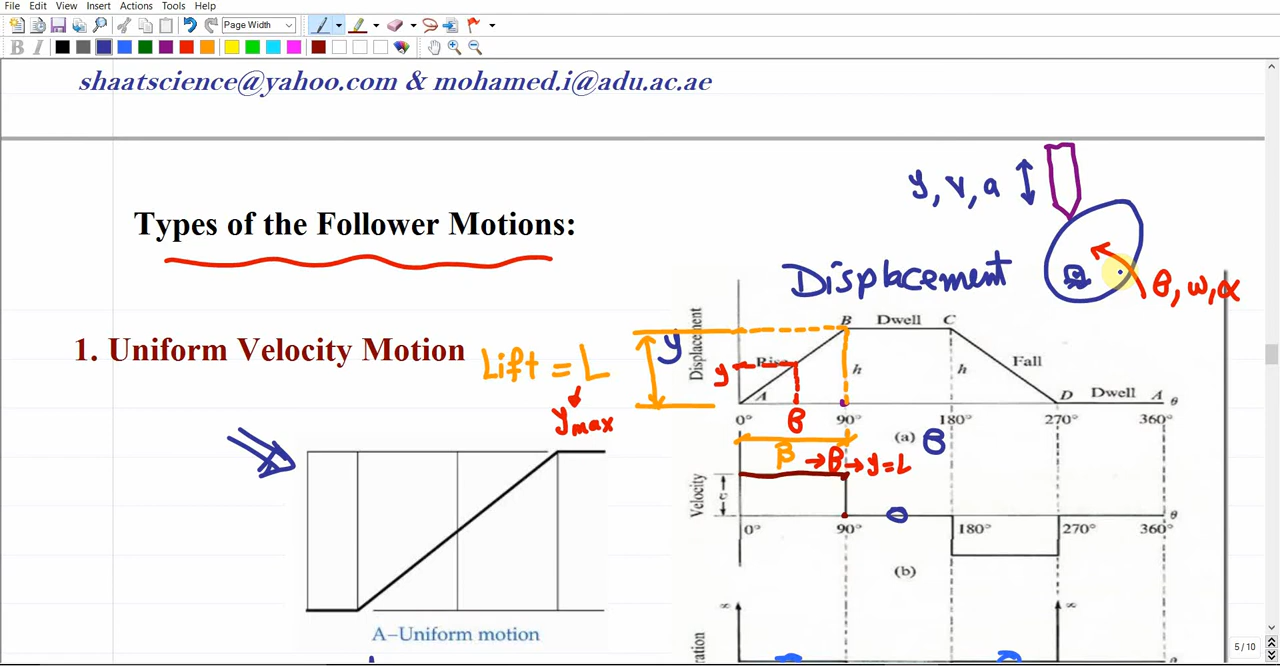 File Edit View Insert Actions Tools Help
Page Width
B I
shaatscience@yahoo.com & mohamed.i@adu.ac.ae
y, v, a
Types of the Follower Motions:
Displacement
θ, ω, α
B Dwell C
Displacement
1. Uniform Velocity Motion
Lift = L
y
y
Rise
h
h
Fall
A
D Dwell A θ
ymax
0° θ 90° 180° 270° 360°
(a) θ
β → θ → y = L
Velocity
c
θ
0° 90° 180° 270° 360°
(b)
∞ ∞
A–Uniform motion
ration
θ
5 / 10